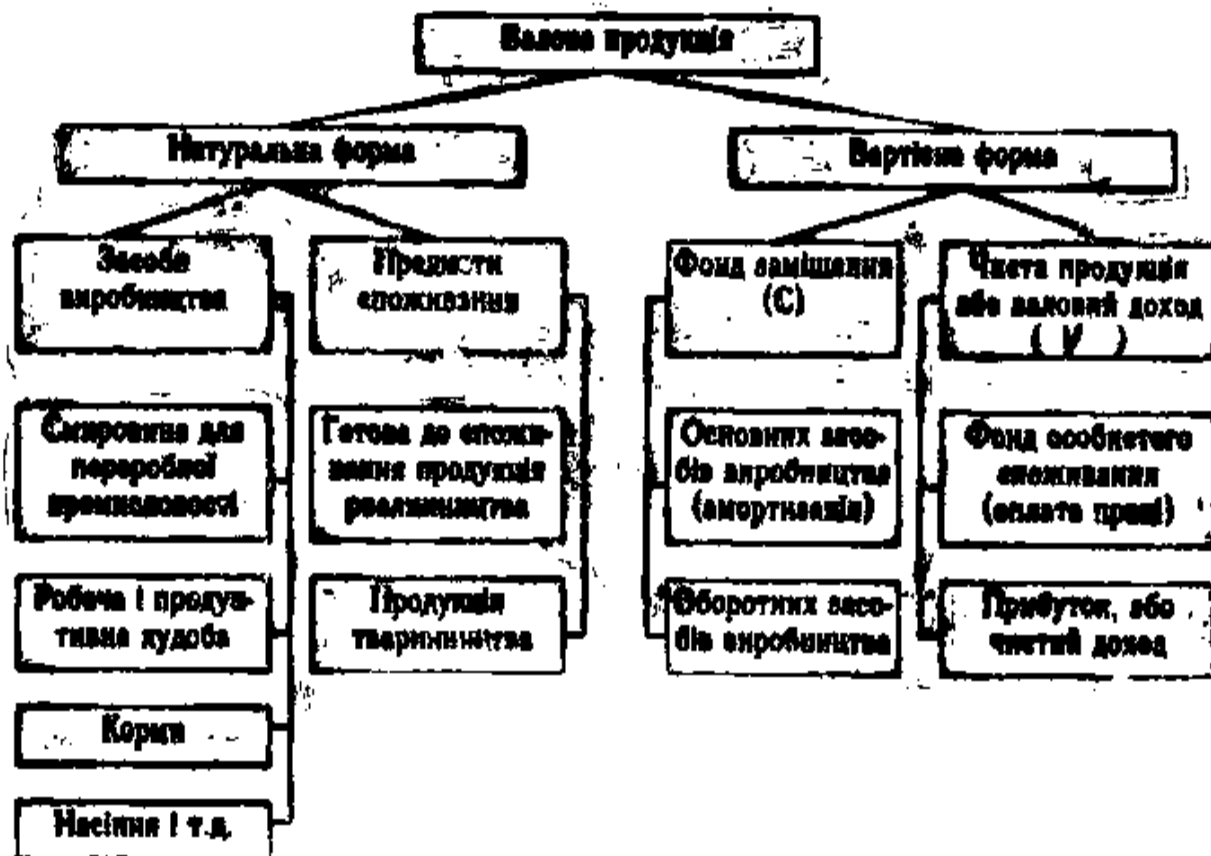 Валова продукція
Натуральна форма
Вартісна форма
Засоби
виробництва
Предмети
споживання
Фонд заміщення
(С)
Чиста продукція
або валовий доход
( V )
Сировина для
переробної
промисловості
Готова до спожи-
вання продукція
рослинництва
Основних засо-
бів виробництва
(амортизація)
Фонд особистого
споживання
(оплата праці)
Робоча і продук-
тивна худоба
Продукція
тваринництва
Оборотних засо-
бів виробництва
Прибуток, або
чистий доход
Корми
Насіння і т.д.